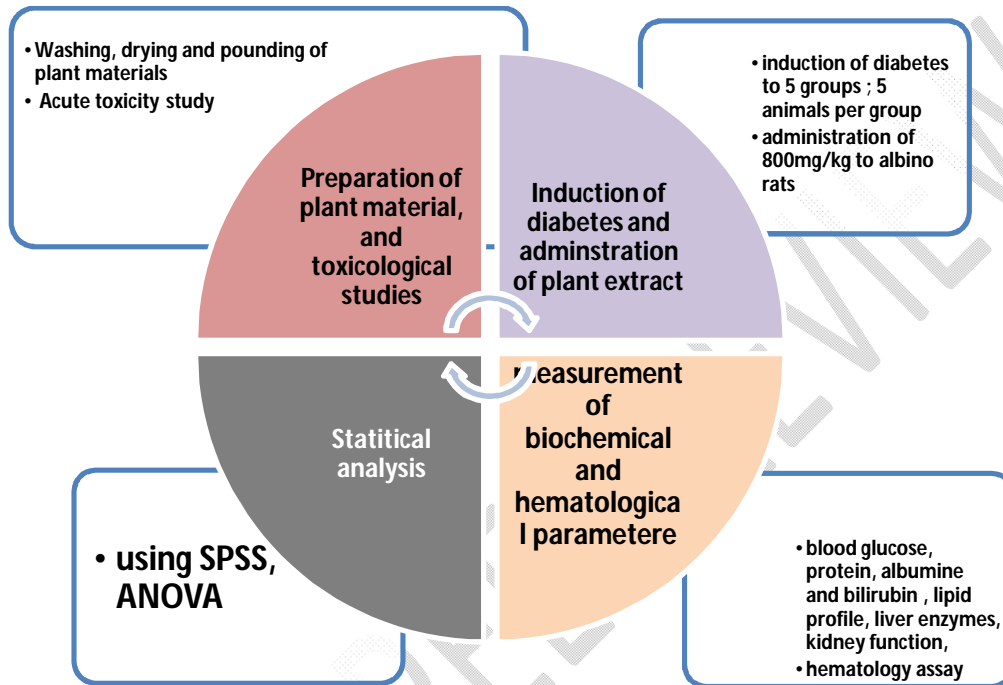 • Washing, drying and pounding of
plant materials
• Acute toxicity study
Preparation of
plant material,
and
toxicological
studies
• induction of diabetes
to 5 groups ; 5
animals per group
• administration of
800mg/kg to albino
rats
Induction of
diabetes and
adminstration
of plant extract
Statitical
analysis
• using SPSS,
ANOVA
measurement
of
biochemical
and
hematologica
l parametere
• blood glucose,
protein, albumine
and bilirubin , lipid
profile, liver enzymes,
kidney function,
• hematology assay